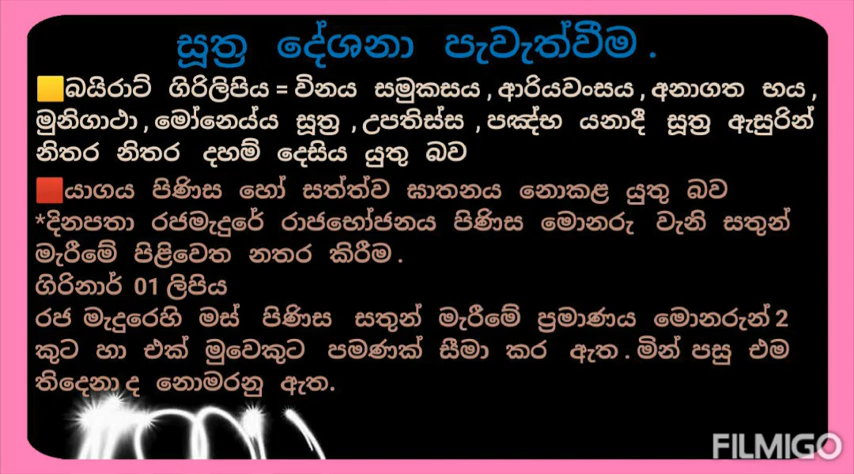 සූත්‍ර දේශනා පැවැත්වීම .
🟨බයිරාට් ගිරිලිපිය = විනය සමුකසය , ආරියවංසය , අනාගත භය ,
මුනිගාථා , මෝනෙය්ය සූත්‍ර , උපතිස්ස , පඤ්භ යනාදී සූත්‍ර ඇසුරින්
නිතර නිතර දහම් දෙසිය යුතු බව
🟥යාගය පිණිස හෝ සත්ත්ව ඝාතනය නොකළ යුතු බව
*දිනපතා රජමැදුරේ රාජභෝජනය පිණිස මොනරු වැනි සතුන්
මැරීමේ පිළිවෙත නතර කිරීම .
ගිරිනාර් 01 ලිපිය
රජ මැදුරෙහි මස් පිණිස සතුන් මැරීමේ ප්‍රමාණය මොනරුන් 2
කුට හා එක් මුවෙකුට පමණක් සීමා කර ඇත . මින් පසු එම
තිදෙනා ද නොමරනු ඇත.
FILMIGO